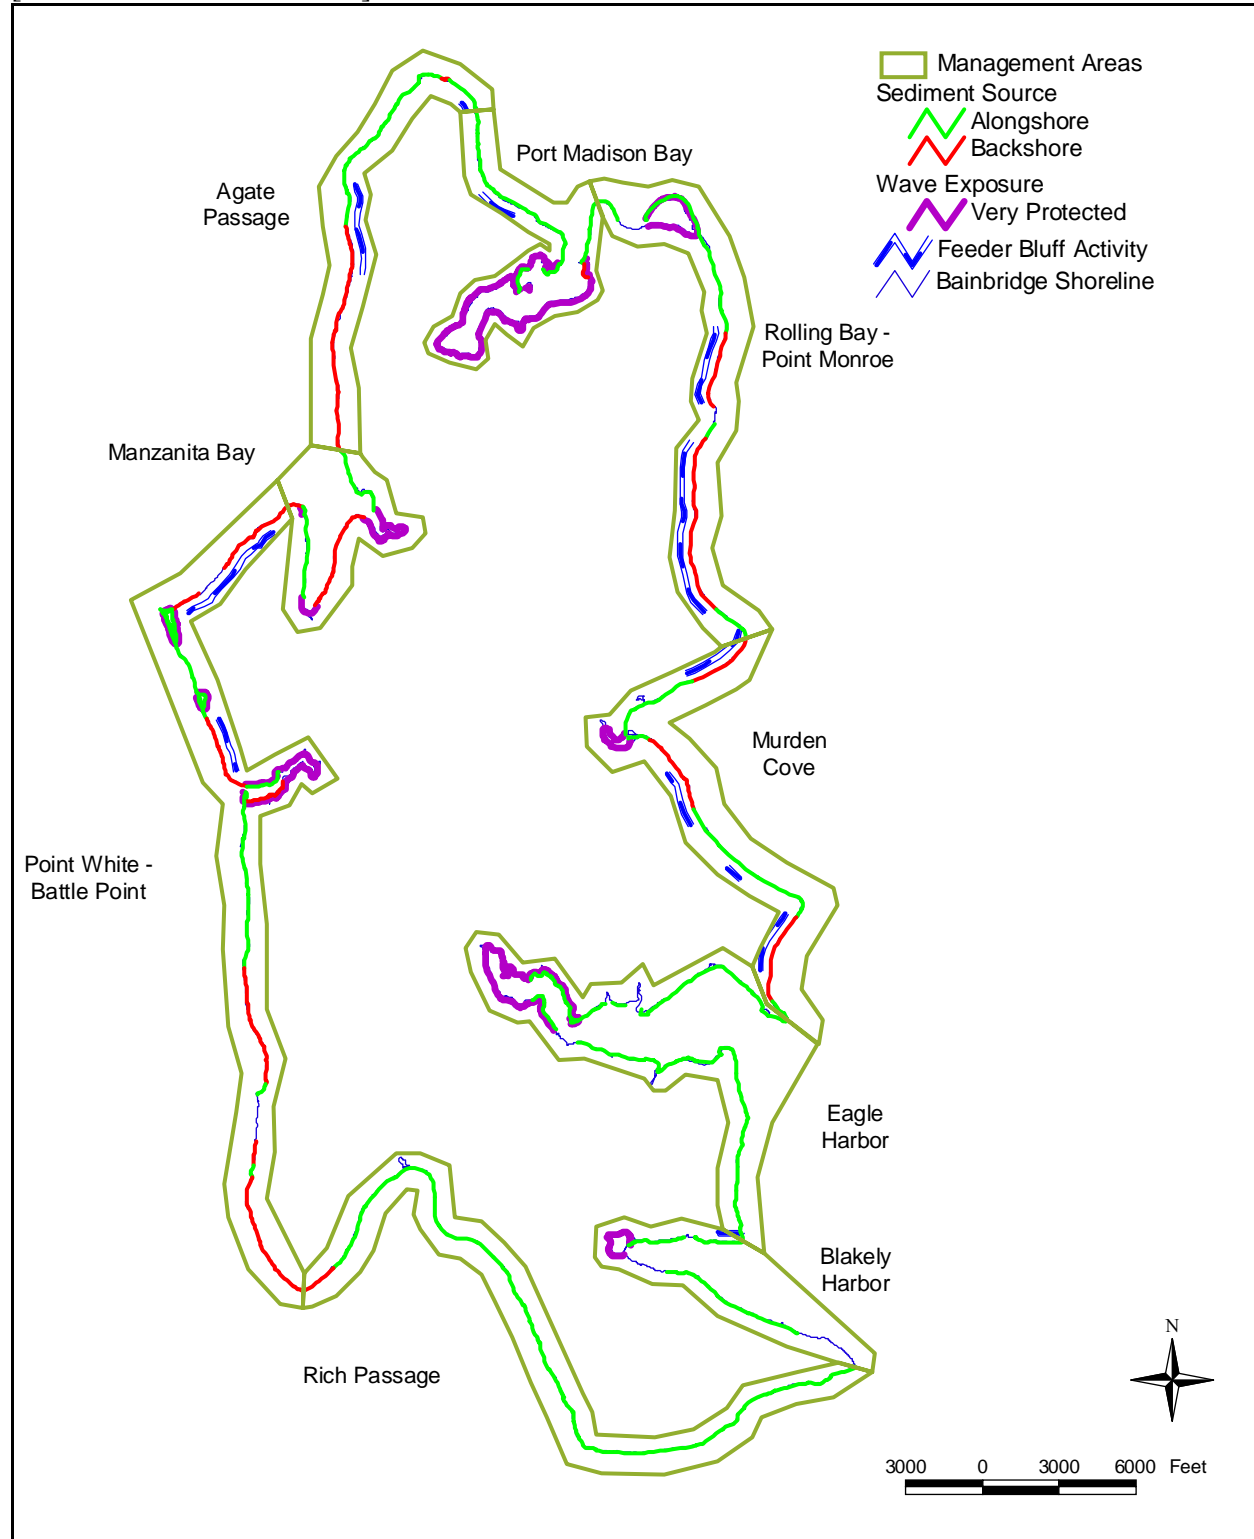 Management Areas
Sediment Source
Alongshore
Backshore
Wave Exposure
Very Protected
Feeder Bluff Activity
Bainbridge Shoreline
Port Madison Bay
Agate
Passage
Rolling Bay -
Point Monroe
Manzanita Bay
Murden
Cove
Point White -
Battle Point
Eagle
Harbor
Blakely
Harbor
Rich Passage
N
3000 0 3000 6000 Feet